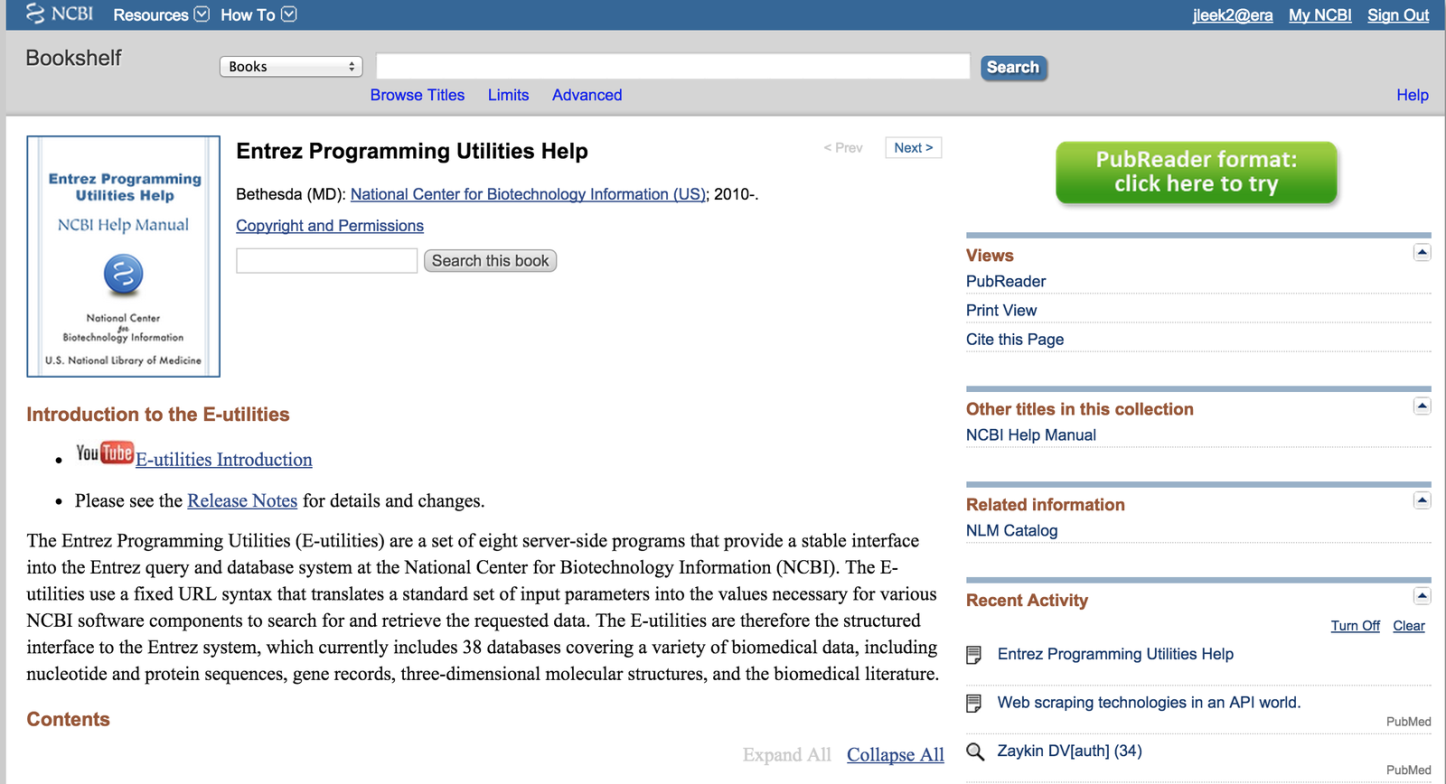 NCBI Resources How To jleek2@era My NCBI Sign Out
Bookshelf
Books Search
Browse Titles Limits Advanced Help
Entrez Programming
Utilities Help
NCBI Help Manual
National Center
for
Biotechnology Information
U.S. National Library of Medicine
Entrez Programming Utilities Help
< Prev Next >
Bethesda (MD): National Center for Biotechnology Information (US); 2010-.
Copyright and Permissions
Search this book
Introduction to the E-utilities
• YouTube E-utilities Introduction
• Please see the Release Notes for details and changes.
The Entrez Programming Utilities (E-utilities) are a set of eight server-side programs that provide a stable interface
into the Entrez query and database system at the National Center for Biotechnology Information (NCBI). The E-
utilities use a fixed URL syntax that translates a standard set of input parameters into the values necessary for various
NCBI software components to search for and retrieve the requested data. The E-utilities are therefore the structured
interface to the Entrez system, which currently includes 38 databases covering a variety of biomedical data, including
nucleotide and protein sequences, gene records, three-dimensional molecular structures, and the biomedical literature.
Contents
Expand All Collapse All
PubReader format:
click here to try
Views
PubReader
Print View
Cite this Page
Other titles in this collection
NCBI Help Manual
Related information
NLM Catalog
Recent Activity
Turn Off Clear
Entrez Programming Utilities Help
Web scraping technologies in an API world.
PubMed
Zaykin DV[auth] (34)
PubMed